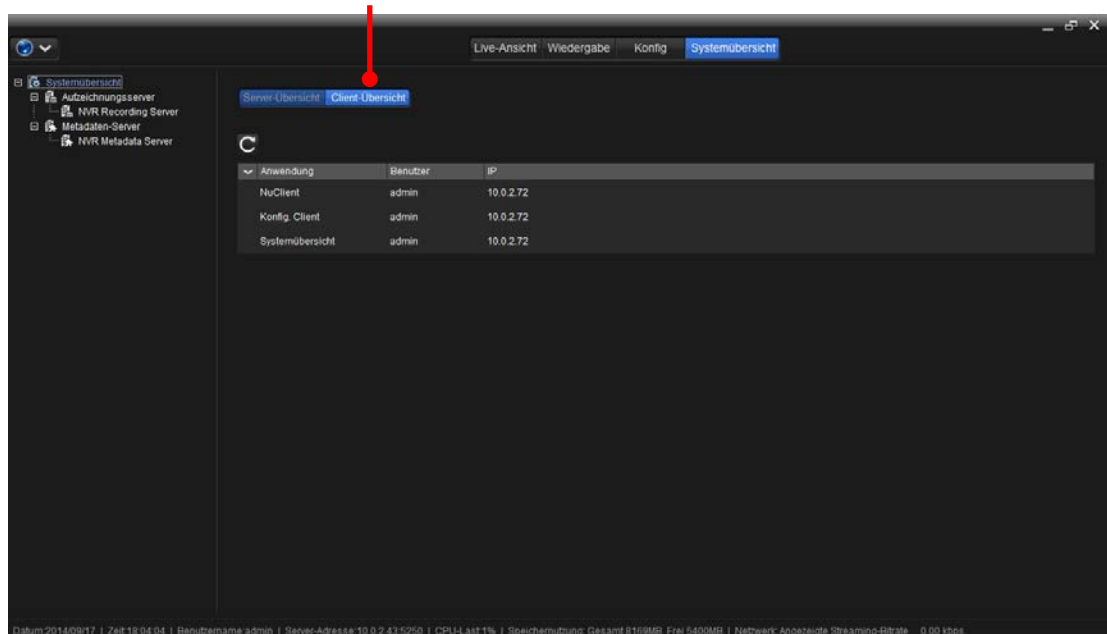 Live-Ansicht Wiedergabe Konfig Systemübersicht
Systemübersicht
Aufzeichnungsserver
NVR Recording Server
Metadaten-Server
NVR Metadata Server
Server-Übersicht Client-Übersicht
Anwendung Benutzer IP
NuClient admin 10.0.2.72
Konfig. Client admin 10.0.2.72
Systemübersicht admin 10.0.2.72
Datum:2014/09/17 | Zeit:18:04:04 | Benutzername:admin | Server-Adresse:10.0.2.43:5250 | CPU-Last:1% | Speichernutzung: Gesamt 8169MB, Frei 5400MB | Netzwerk: Angezeigte Streaming-Bitrate 0.00 kbps